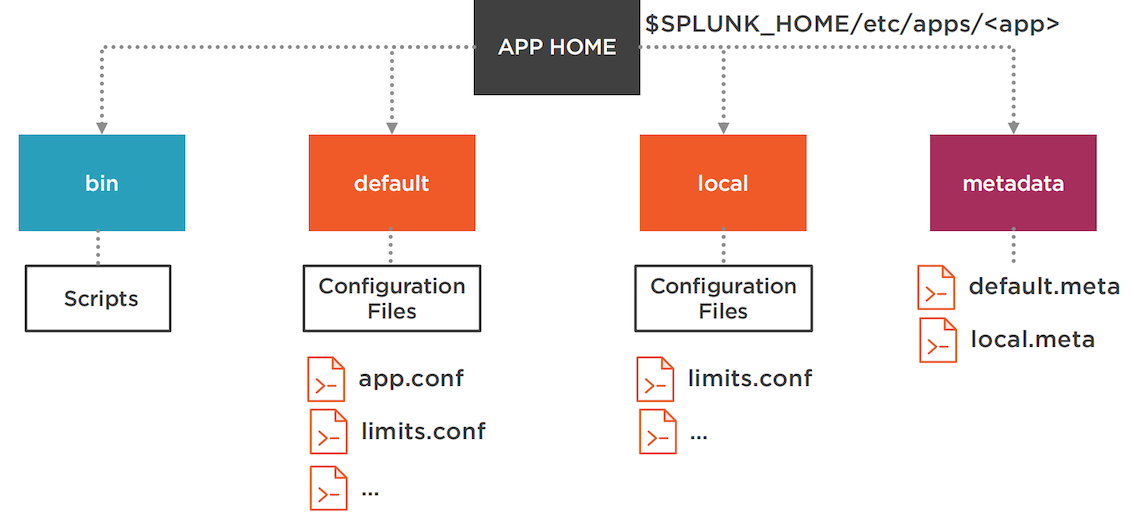 APP HOME
$SPLUNK_HOME/etc/apps/<app>
bin
default
local
metadata
Scripts
Configuration
Files
Configuration
Files
default.meta
local.meta
app.conf
limits.conf
...
limits.conf
...